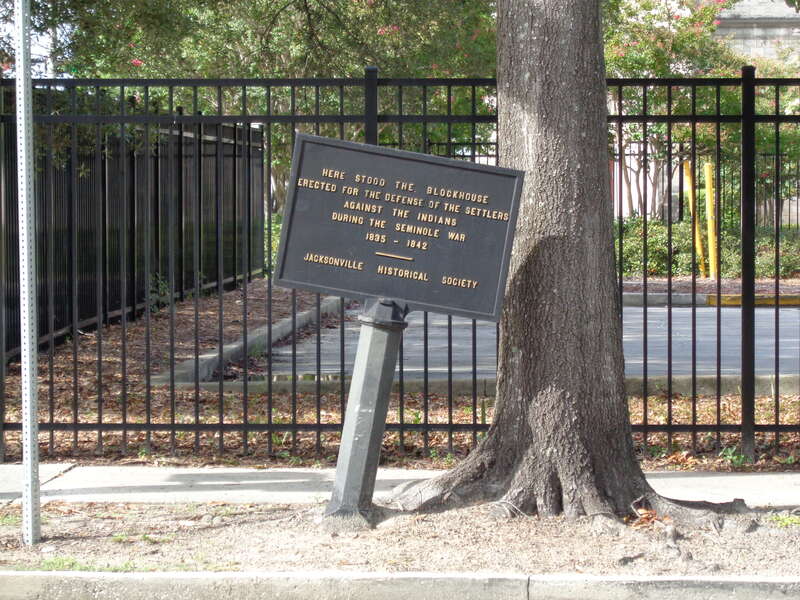 HERE STOOD THE BLOCKHOUSE
ERECTED FOR THE DEFENSE OF THE SETTLERS
AGAINST THE INDIANS
DURING THE SEMINOLE WAR
1835 - 1842
JACKSONVILLE HISTORICAL SOCIETY